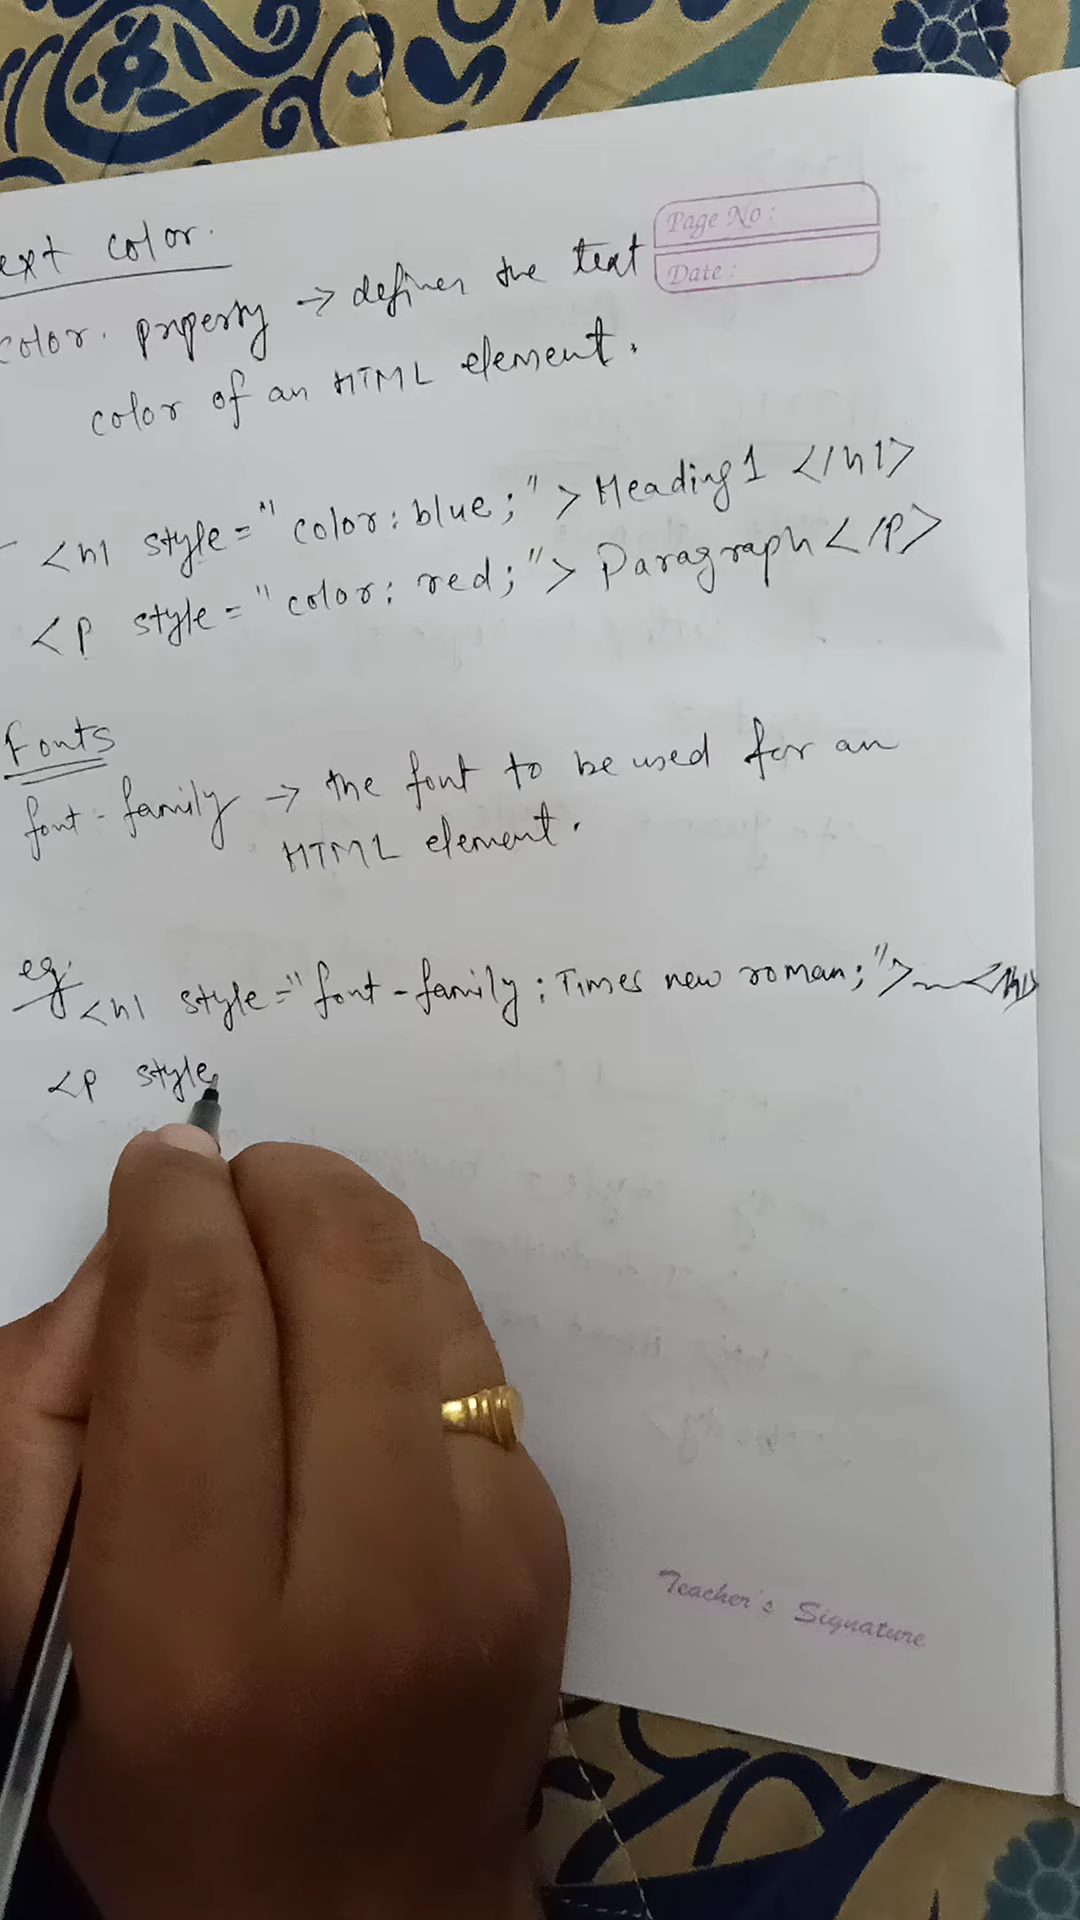 ext color.
Page No :
Date :
color. property → defines the text
color of an HTML element.
<h1 style="color: blue;"> Heading 1 </h1>
<p style="color: red;"> Paragraph </p>
Fonts
font-family → the font to be used for an
HTML element.
eg:
<h1 style="font-family: Times new roman;"> </h1>
<p style
Teacher's Signature